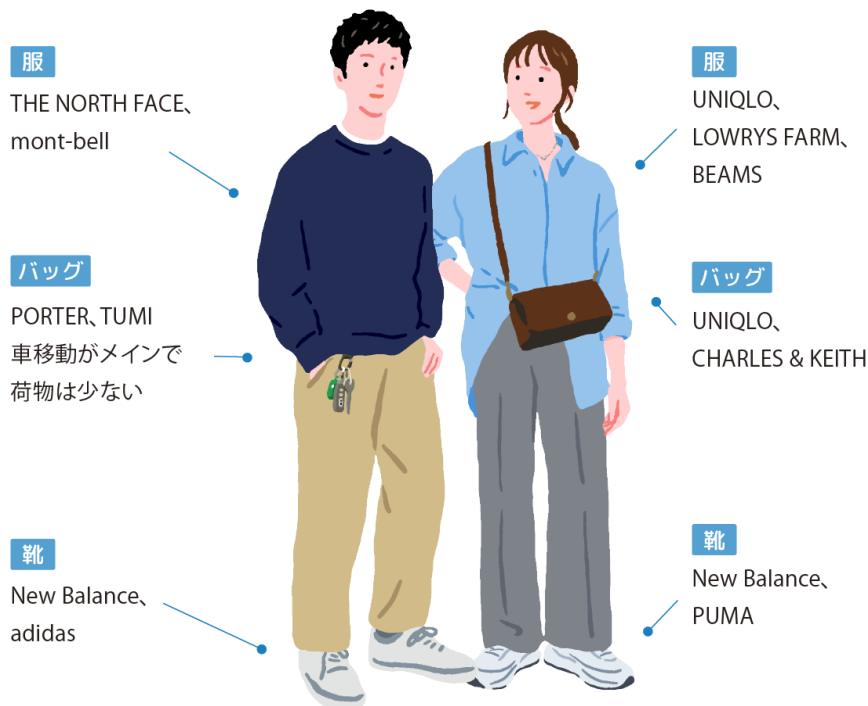 服
THE NORTH FACE、
mont-bell
バッグ
PORTER、TUMI
車移動がメインで
荷物は少ない
靴
New Balance、
adidas
服
UNIQLO、
LOWRYS FARM、
BEAMS
バッグ
UNIQLO、
CHARLES & KEITH
靴
New Balance、
PUMA